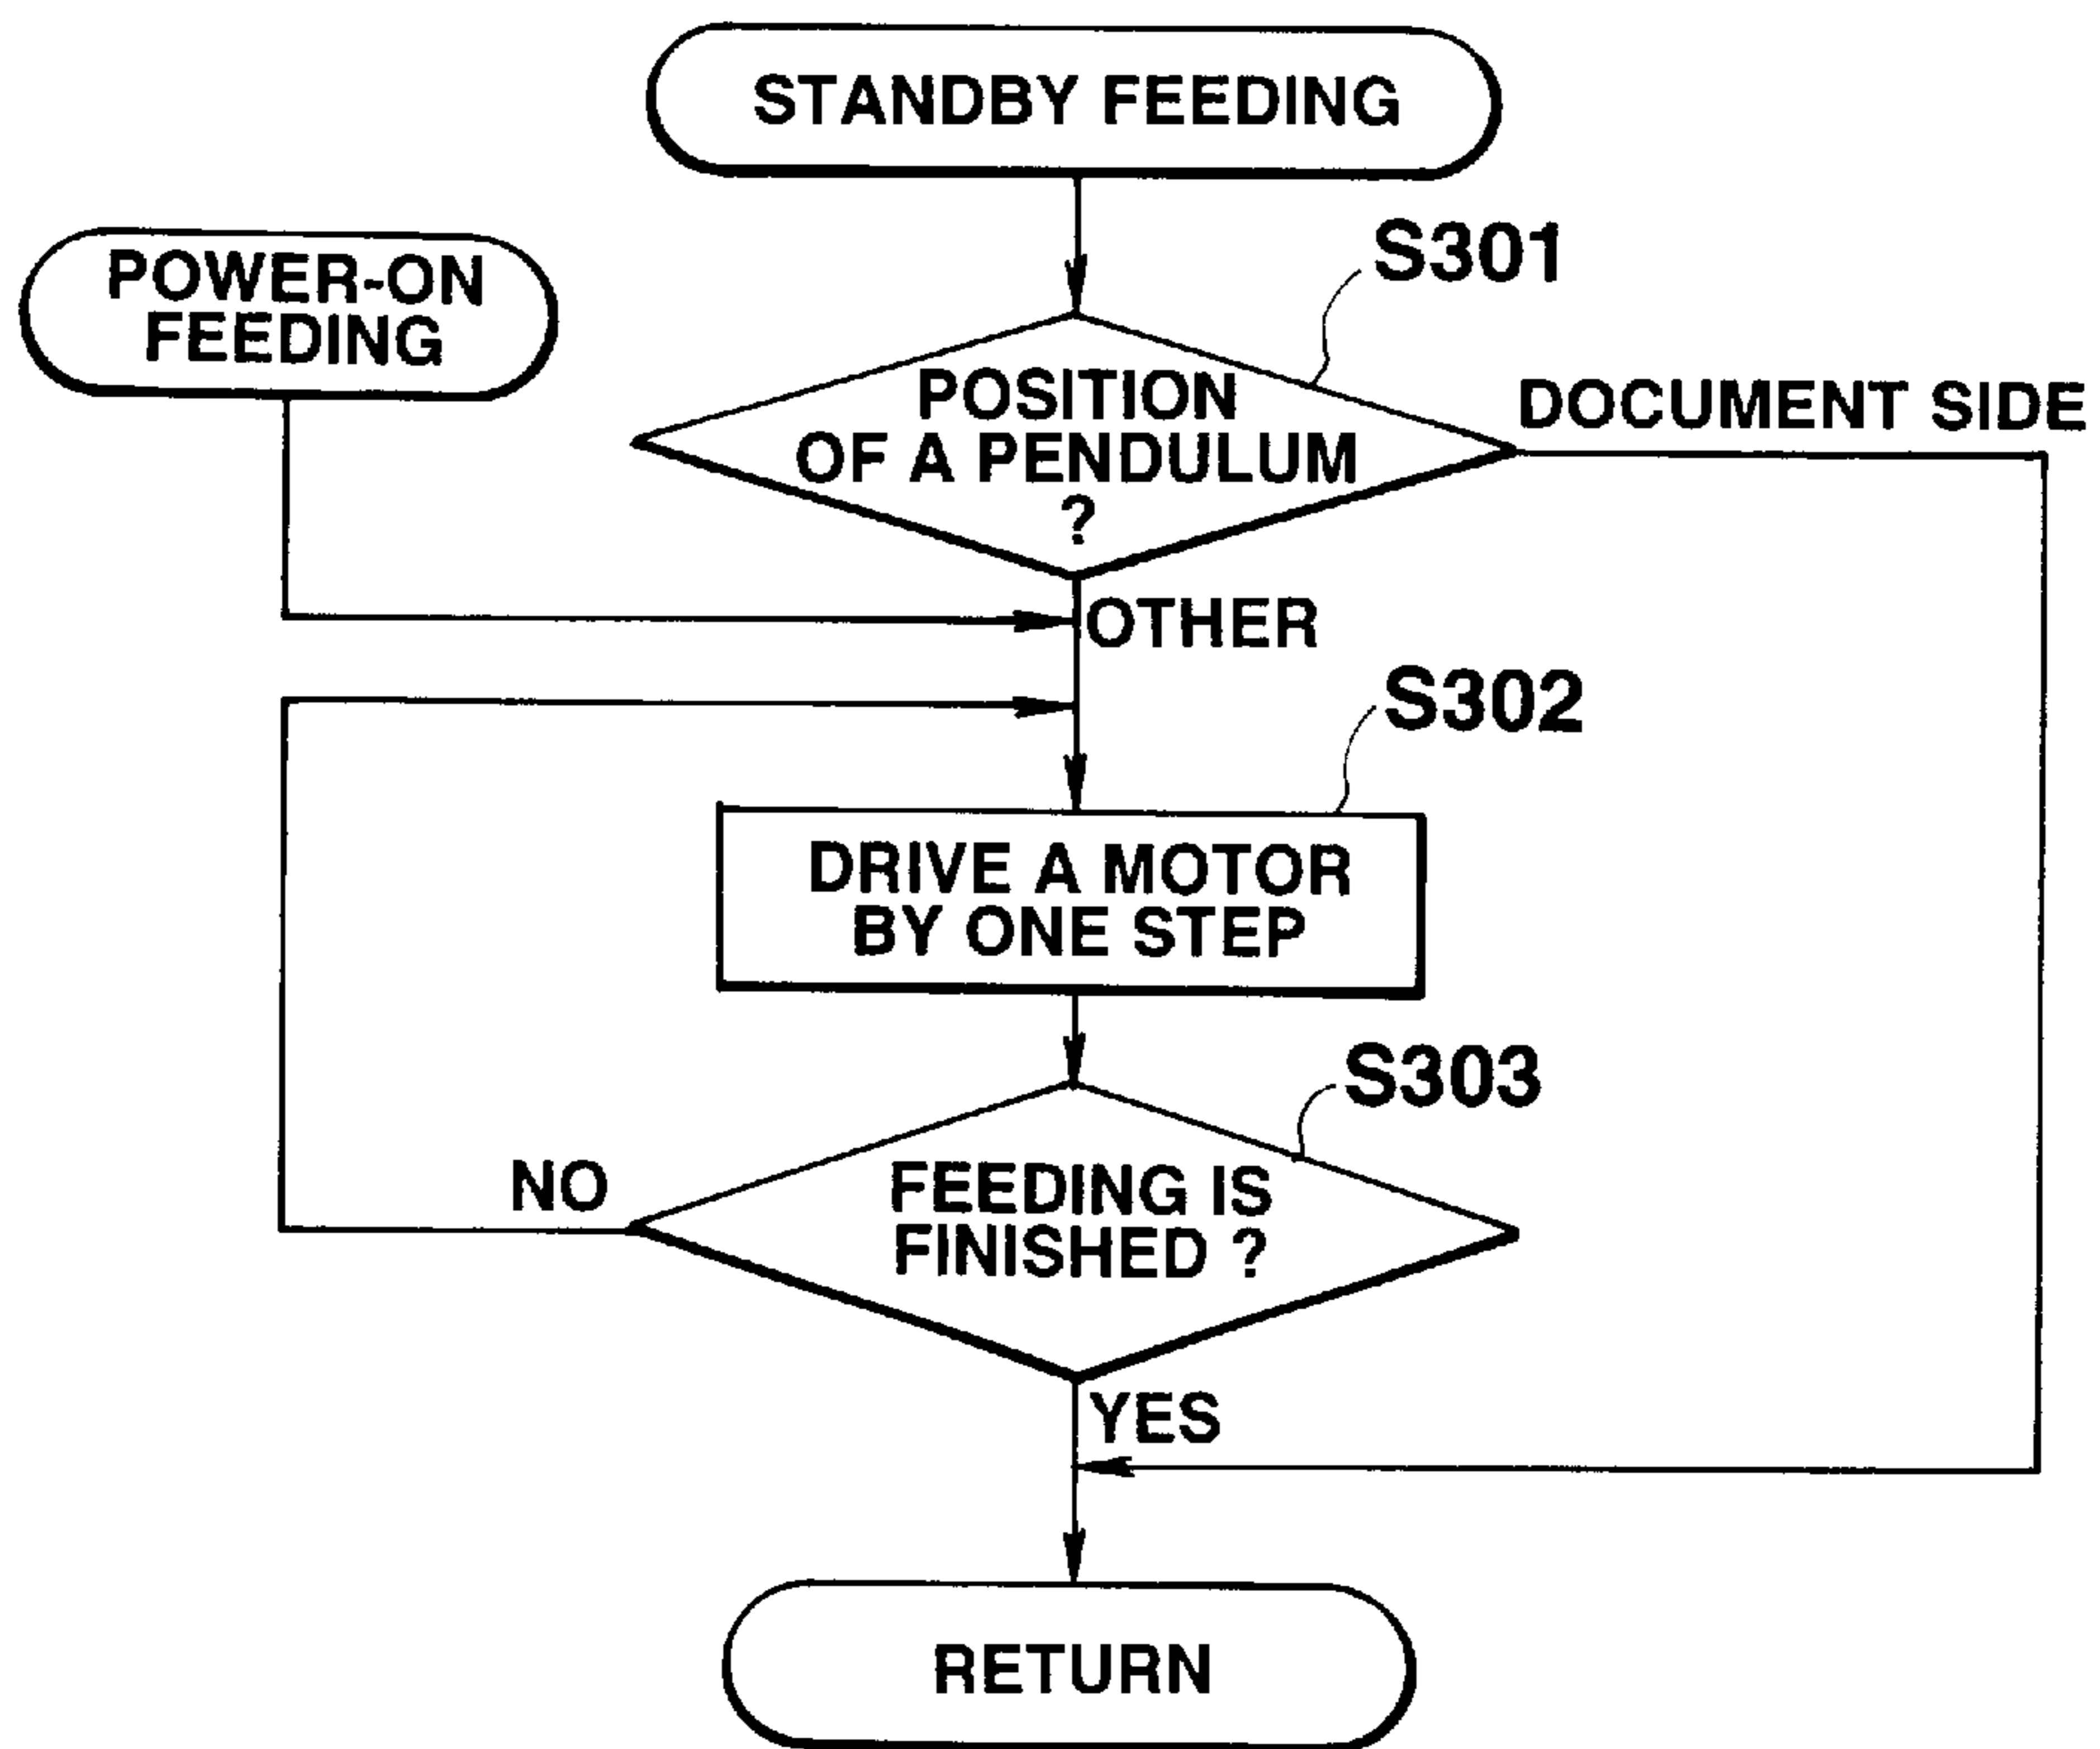 STANDBY FEEDING
POWER-ON
FEEDING
S301
POSITION
OF A PENDULUM
?
DOCUMENT SIDE
OTHER
S302
DRIVE A MOTOR
BY ONE STEP
S303
NO
FEEDING IS
FINISHED ?
YES
RETURN